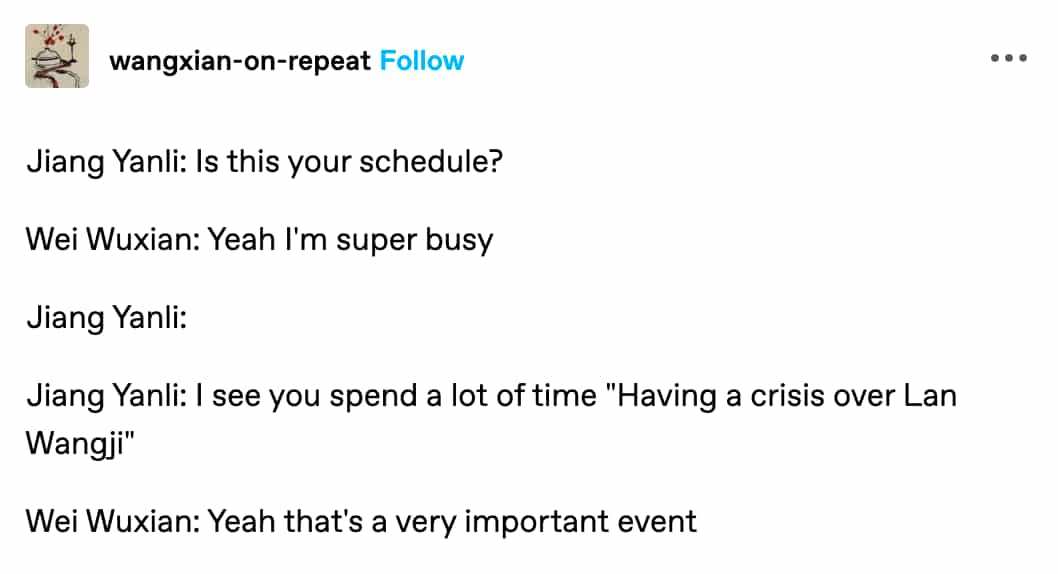 wangxian-on-repeat Follow
Jiang Yanli: Is this your schedule?
Wei Wuxian: Yeah I'm super busy
Jiang Yanli:
Jiang Yanli: I see you spend a lot of time "Having a crisis over Lan
Wangji"
Wei Wuxian: Yeah that's a very important event